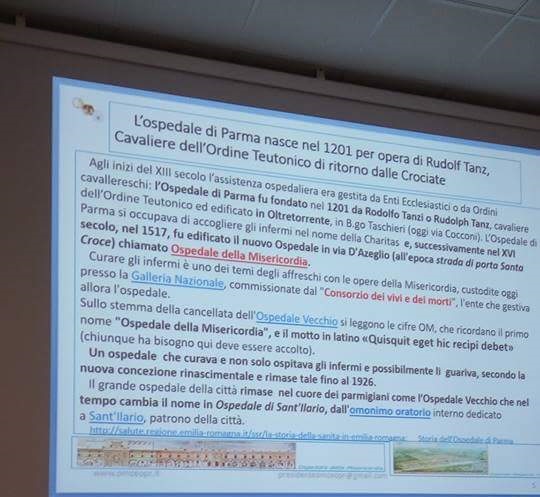 L'ospedale di Parma nasce nel 1201 per opera di Rudolf Tanz,
Cavaliere dell'Ordine Teutonico di ritorno dalle Crociate
Agli inizi del XIII secolo l'assistenza ospedaliera era gestita da Enti Ecclesiastici o da Ordini
cavallereschi: l'Ospedale di Parma fu fondato nel 1201 da Rodolfo Tanzi o Rudolph Tanz, cavaliere
dell'Ordine Teutonico ed edificato in Oltretorrente, in B.go Taschieri (oggi via Cocconi). L'Ospedale di
Parma si occupava di accogliere gli infermi nel nome della Charitas e, successivamente nel XVI
secolo, nel 1517, fu edificato il nuovo Ospedale in via D'Azeglio (all'epoca strada di porta Santa
Croce) chiamato Ospedale della Misericordia.
Curare gli infermi è uno dei temi degli affreschi con le opere della Misericordia, custodite oggi
presso la Galleria Nazionale, commissionate dal "Consorzio dei vivi e dei morti", l'ente che gestiva
allora l'ospedale.
Sullo stemma della cancellata dell'Ospedale Vecchio si leggono le cifre OM, che ricordano il primo
nome "Ospedale della Misericordia", e il motto in latino «Quisquit eget hic recipi debet»
(chiunque ha bisogno qui deve essere accolto).
Un ospedale che curava e non solo ospitava gli infermi e possibilmente li guariva, secondo la
nuova concezione rinascimentale e rimase tale fino al 1926.
Il grande ospedale della città rimase nel cuore dei parmigiani come l'Ospedale Vecchio che nel
tempo cambia il nome in Ospedale di Sant'Ilario, dall'omonimo oratorio interno dedicato
a Sant'Ilario, patrono della città.
http://salute.regione.emilia-romagna.it/ssr/la-storia-della-sanita-in-emilia-romagna: Storia dell'Ospedale di Parma
Ospedale della Misericordia
5